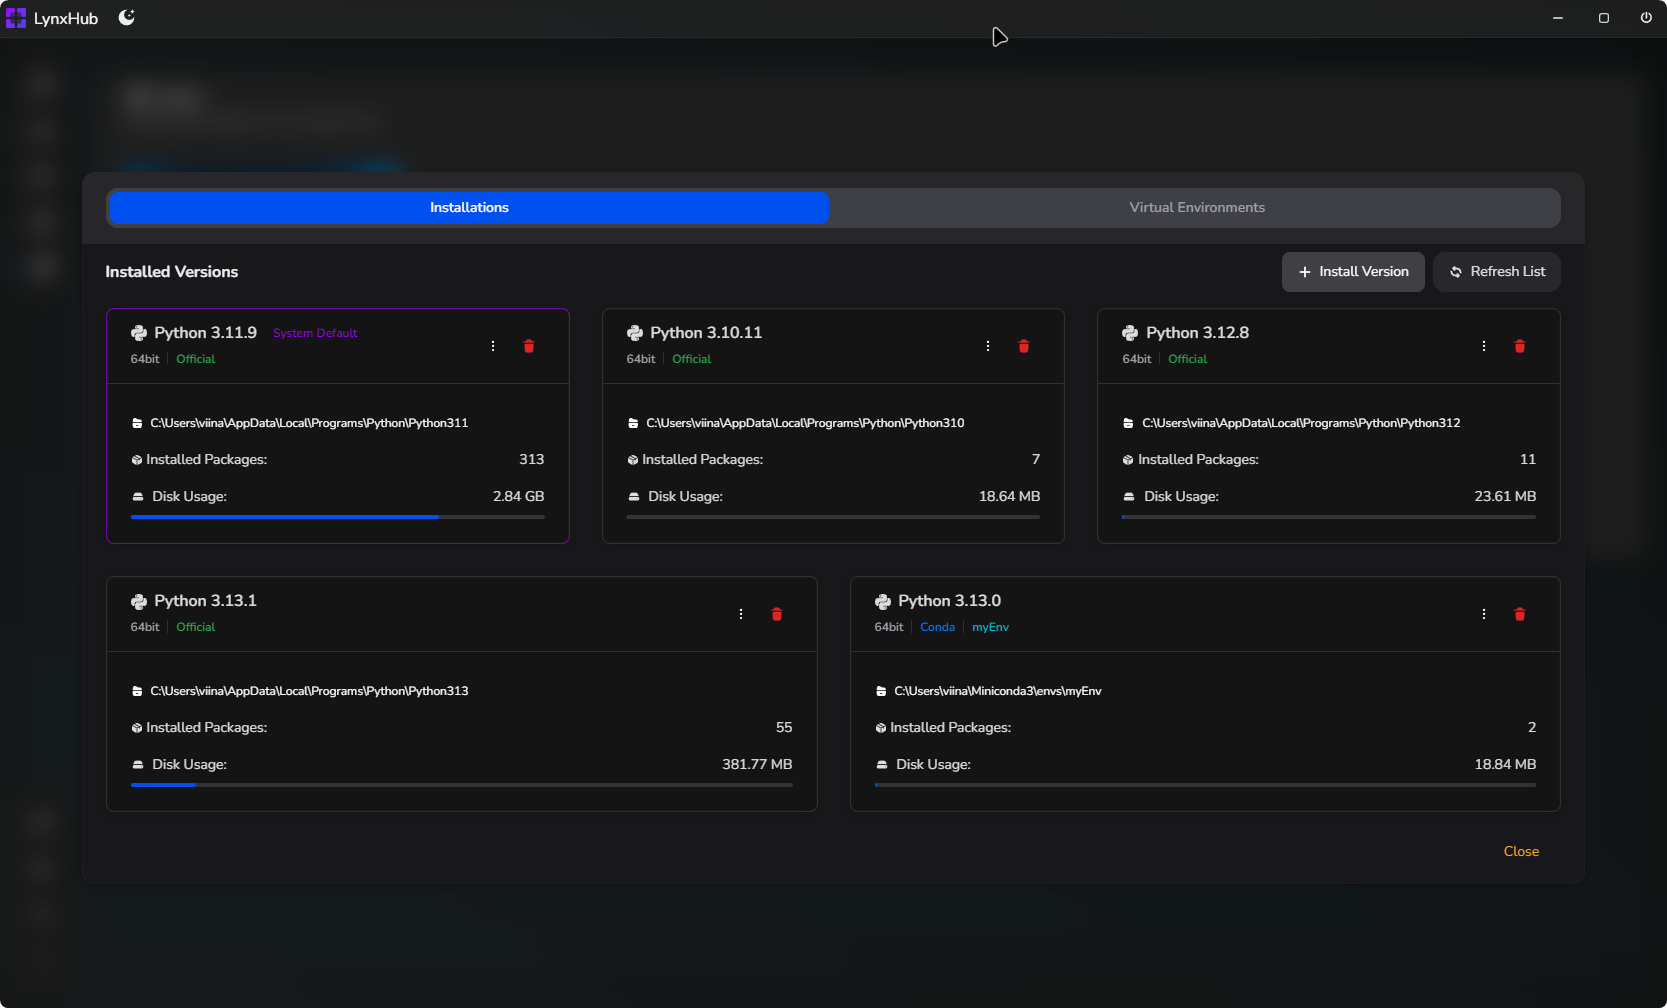 LynxHub
Installations
Virtual Environments
Installed Versions
Install Version
Refresh List
Python 3.11.9 System Default
64bit Official
C:\Users\viina\AppData\Local\Programs\Python\Python311
Installed Packages: 313
Disk Usage: 2.84 GB
Python 3.10.11
64bit Official
C:\Users\viina\AppData\Local\Programs\Python\Python310
Installed Packages: 7
Disk Usage: 18.64 MB
Python 3.12.8
64bit Official
C:\Users\viina\AppData\Local\Programs\Python\Python312
Installed Packages: 11
Disk Usage: 23.61 MB
Python 3.13.1
64bit Official
C:\Users\viina\AppData\Local\Programs\Python\Python313
Installed Packages: 55
Disk Usage: 381.77 MB
Python 3.13.0
64bit Conda myEnv
C:\Users\viina\Miniconda3\envs\myEnv
Installed Packages: 2
Disk Usage: 18.84 MB
Close